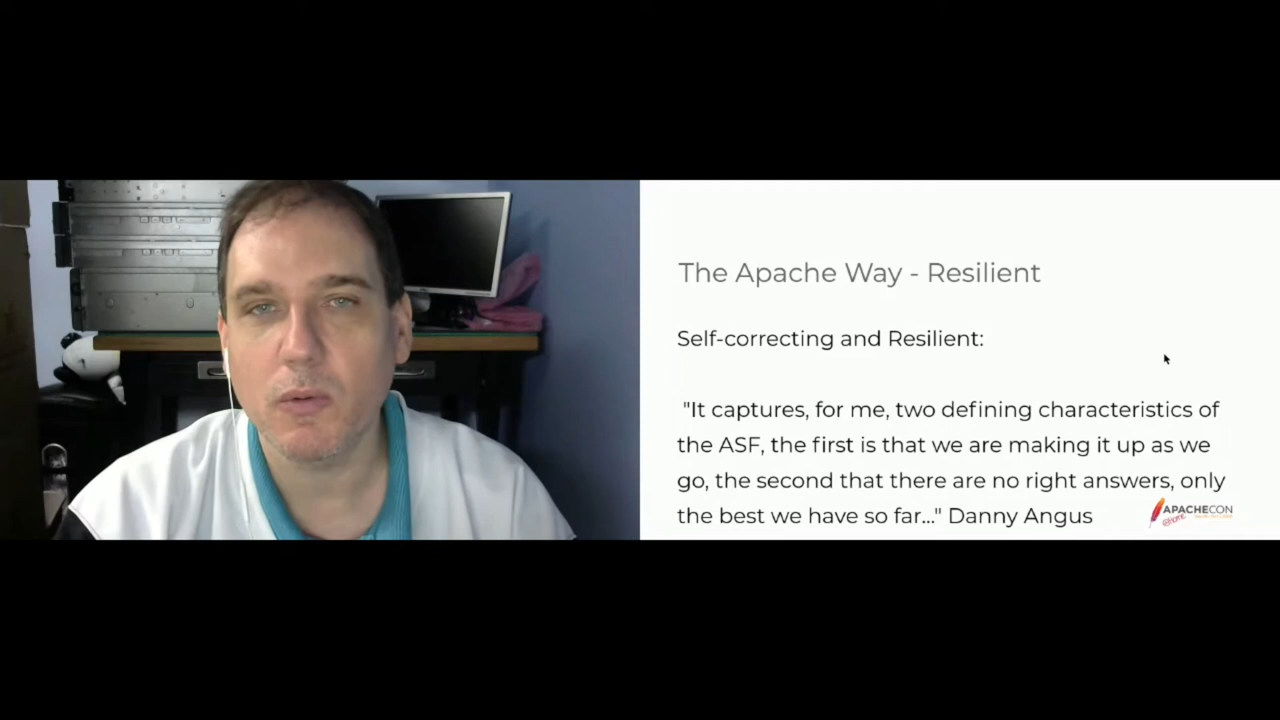 The Apache Way - Resilient
Self-correcting and Resilient:
"It captures, for me, two defining characteristics of
the ASF, the first is that we are making it up as we
go, the second that there are no right answers, only
the best we have so far..." Danny Angus
APACHECON
@Home